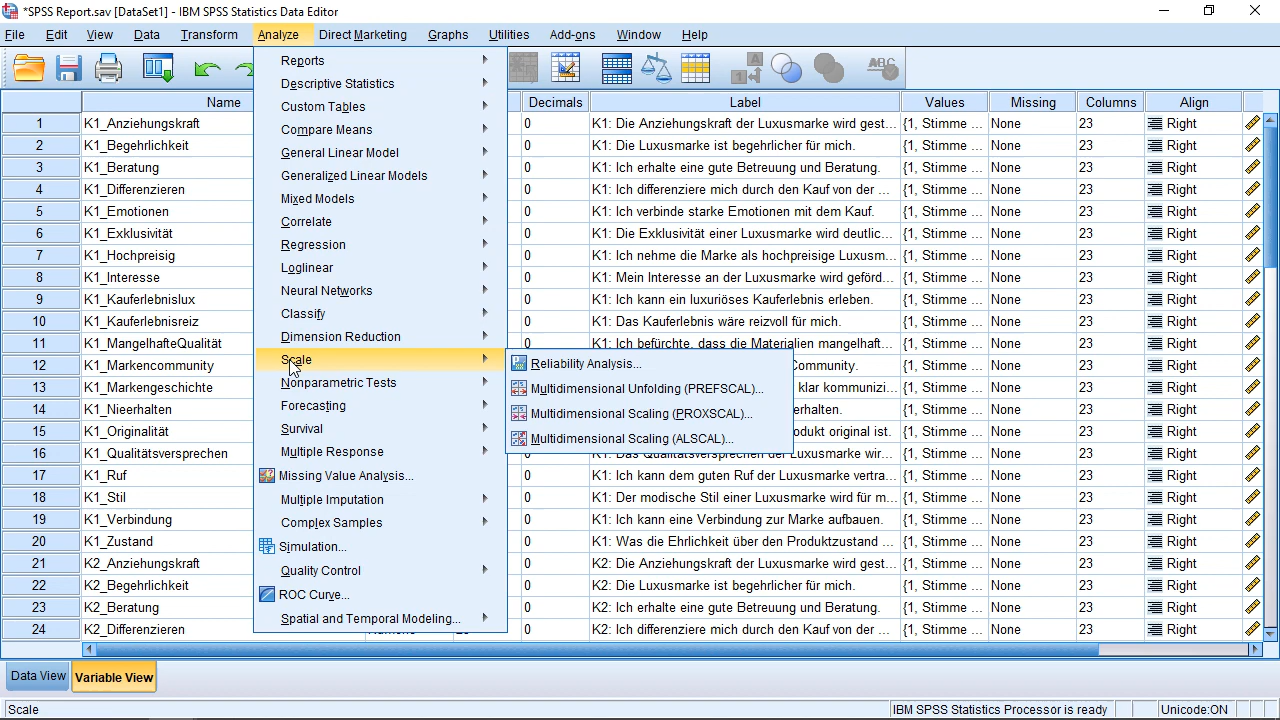 *SPSS Report.sav [DataSet1] - IBM SPSS Statistics Data Editor
File Edit View Data Transform Analyze Direct Marketing Graphs Utilities Add-ons Window Help
Name Decimals Label Values Missing Columns Align
1 K1_Anziehungskraft 0 K1: Die Anziehungskraft der Luxusmarke wird gest... {1, Stimme ... None 23 Right
2 K1_Begehrlichkeit 0 K1: Die Luxusmarke ist begehrlicher für mich. {1, Stimme ... None 23 Right
3 K1_Beratung 0 K1: Ich erhalte eine gute Betreuung und Beratung. {1, Stimme ... None 23 Right
4 K1_Differenzieren 0 K1: Ich differenziere mich durch den Kauf von der ... {1, Stimme ... None 23 Right
5 K1_Emotionen 0 K1: Ich verbinde starke Emotionen mit dem Kauf. {1, Stimme ... None 23 Right
6 K1_Exklusivität 0 K1: Die Exklusivität einer Luxusmarke wird deutlic... {1, Stimme ... None 23 Right
7 K1_Hochpreisig 0 K1: Ich nehme die Marke als hochpreisige Luxusm... {1, Stimme ... None 23 Right
8 K1_Interesse 0 K1: Mein Interesse an der Luxusmarke wird geförd... {1, Stimme ... None 23 Right
9 K1_Kauferlebnislux 0 K1: Ich kann ein luxuriöses Kauferlebnis erleben. {1, Stimme ... None 23 Right
10 K1_Kauferlebnisreiz 0 K1: Das Kauferlebnis wäre reizvoll für mich. {1, Stimme ... None 23 Right
11 K1_MangelhafteQualität 0 K1: Ich befürchte, dass die Materialien mangelhaft... {1, Stimme ... None 23 Right
12 K1_Markencommunity ommunity. {1, Stimme ... None 23 Right
13 K1_Markengeschichte klar kommunizi... {1, Stimme ... None 23 Right
14 K1_Nieerhalten erhalten. {1, Stimme ... None 23 Right
15 K1_Originalität odukt original ist. {1, Stimme ... None 23 Right
16 K1_Qualitätsversprechen 0 K1: Das Qualitätsversprechen der Luxusmarke wir... {1, Stimme ... None 23 Right
17 K1_Ruf 0 K1: Ich kann dem guten Ruf der Luxusmarke vertra... {1, Stimme ... None 23 Right
18 K1_Stil 0 K1: Der modische Stil einer Luxusmarke wird für m... {1, Stimme ... None 23 Right
19 K1_Verbindung 0 K1: Ich kann eine Verbindung zur Marke aufbauen. {1, Stimme ... None 23 Right
20 K1_Zustand 0 K1: Was die Ehrlichkeit über den Produktzustand ... {1, Stimme ... None 23 Right
21 K2_Anziehungskraft 0 K2: Die Anziehungskraft der Luxusmarke wird gest... {1, Stimme ... None 23 Right
22 K2_Begehrlichkeit 0 K2: Die Luxusmarke ist begehrlicher für mich. {1, Stimme ... None 23 Right
23 K2_Beratung 0 K2: Ich erhalte eine gute Betreuung und Beratung. {1, Stimme ... None 23 Right
24 K2_Differenzieren 0 K2: Ich differenziere mich durch den Kauf von der ... {1, Stimme ... None 23 Right
Reports
Descriptive Statistics
Custom Tables
Compare Means
General Linear Model
Generalized Linear Models
Mixed Models
Correlate
Regression
Loglinear
Neural Networks
Classify
Dimension Reduction
Scale
Nonparametric Tests
Forecasting
Survival
Multiple Response
Missing Value Analysis...
Multiple Imputation
Complex Samples
Simulation...
Quality Control
ROC Curve...
Spatial and Temporal Modeling...
Reliability Analysis...
Multidimensional Unfolding (PREFSCAL)...
Multidimensional Scaling (PROXSCAL)...
Multidimensional Scaling (ALSCAL)...
Data View Variable View
Scale IBM SPSS Statistics Processor is ready Unicode:ON